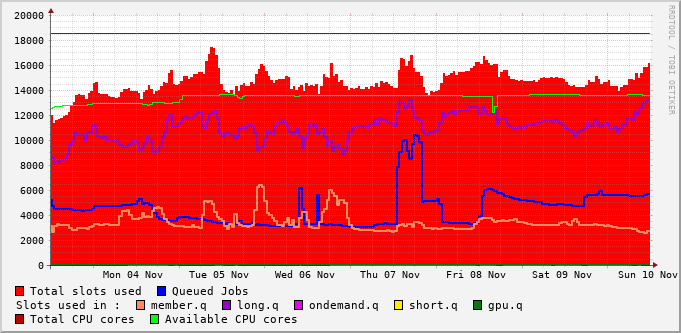 20000
18000
16000
14000
12000
10000
8000
6000
4000
2000
0
RRDTOOL / TOBI OETIKER
Mon 04 Nov Tue 05 Nov Wed 06 Nov Thu 07 Nov Fri 08 Nov Sat 09 Nov Sun 10 Nov
Total slots used Queued Jobs
Slots used in : member.q long.q ondemand.q short.q gpu.q
Total CPU cores Available CPU cores